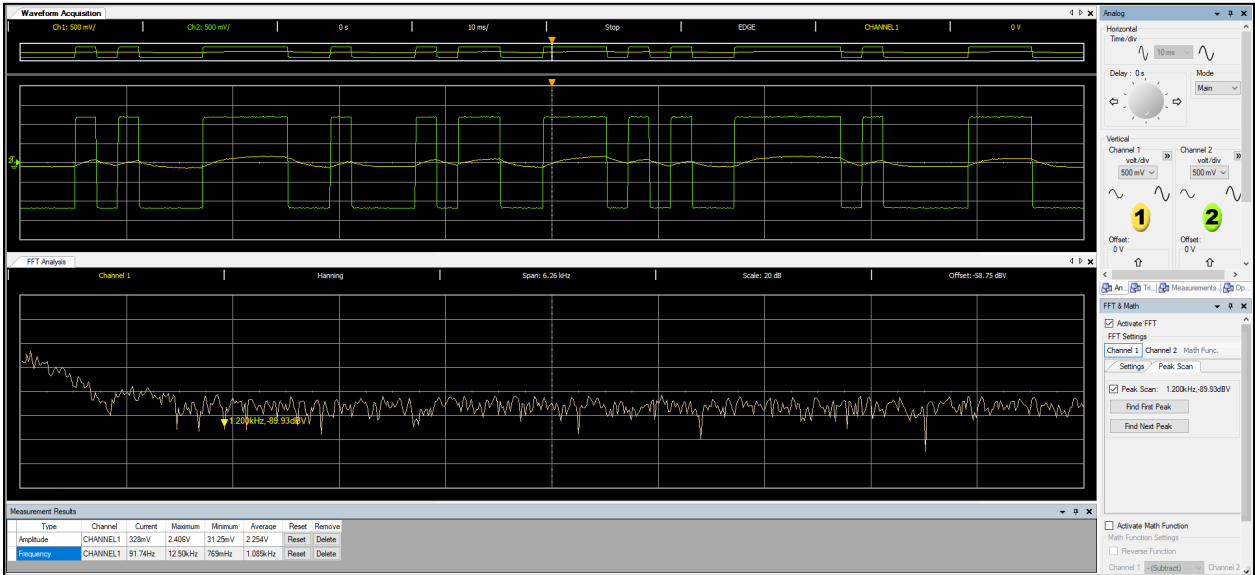 Waveform Acquisition
Ch1: 500 mV/ Ch2: 500 mV/ 0 s 10 ms/ Stop EDGE CHANNEL1 0 V
FFT Analysis
Channel 1 Hanning Span: 6.26 kHz Scale: 20 dB Offset:-58.75 dBV
1.200kHz,-89.93dBV
Measurement Results
Type Channel Current Maximum Minimum Average Reset Remove
Amplitude CHANNEL1 328mV 2.406V 31.25mV 2.254V Reset Delete
Frequency CHANNEL1 91.74Hz 12.50kHz 769mHz 1.085kHz Reset Delete
Analog
Horizontal
Time/div
10 ms
Delay : 0 s Mode
Main
Vertical
Channel 1 Channel 2
volt/div volt/div
500 mV 500 mV
1 2
Offset: Offset:
0 V 0 V
An... Tri... Measurements... Op...
FFT & Math
Activate FFT
FFT Settings
Channel 1 Channel 2 Math Func.
Settings Peak Scan
Peak Scan: 1.200kHz,-89.93dBV
Find First Peak
Find Next Peak
Activate Math Function
Math Function Settings
Reverse Function
Channel 1 - (Subtract) Channel 2